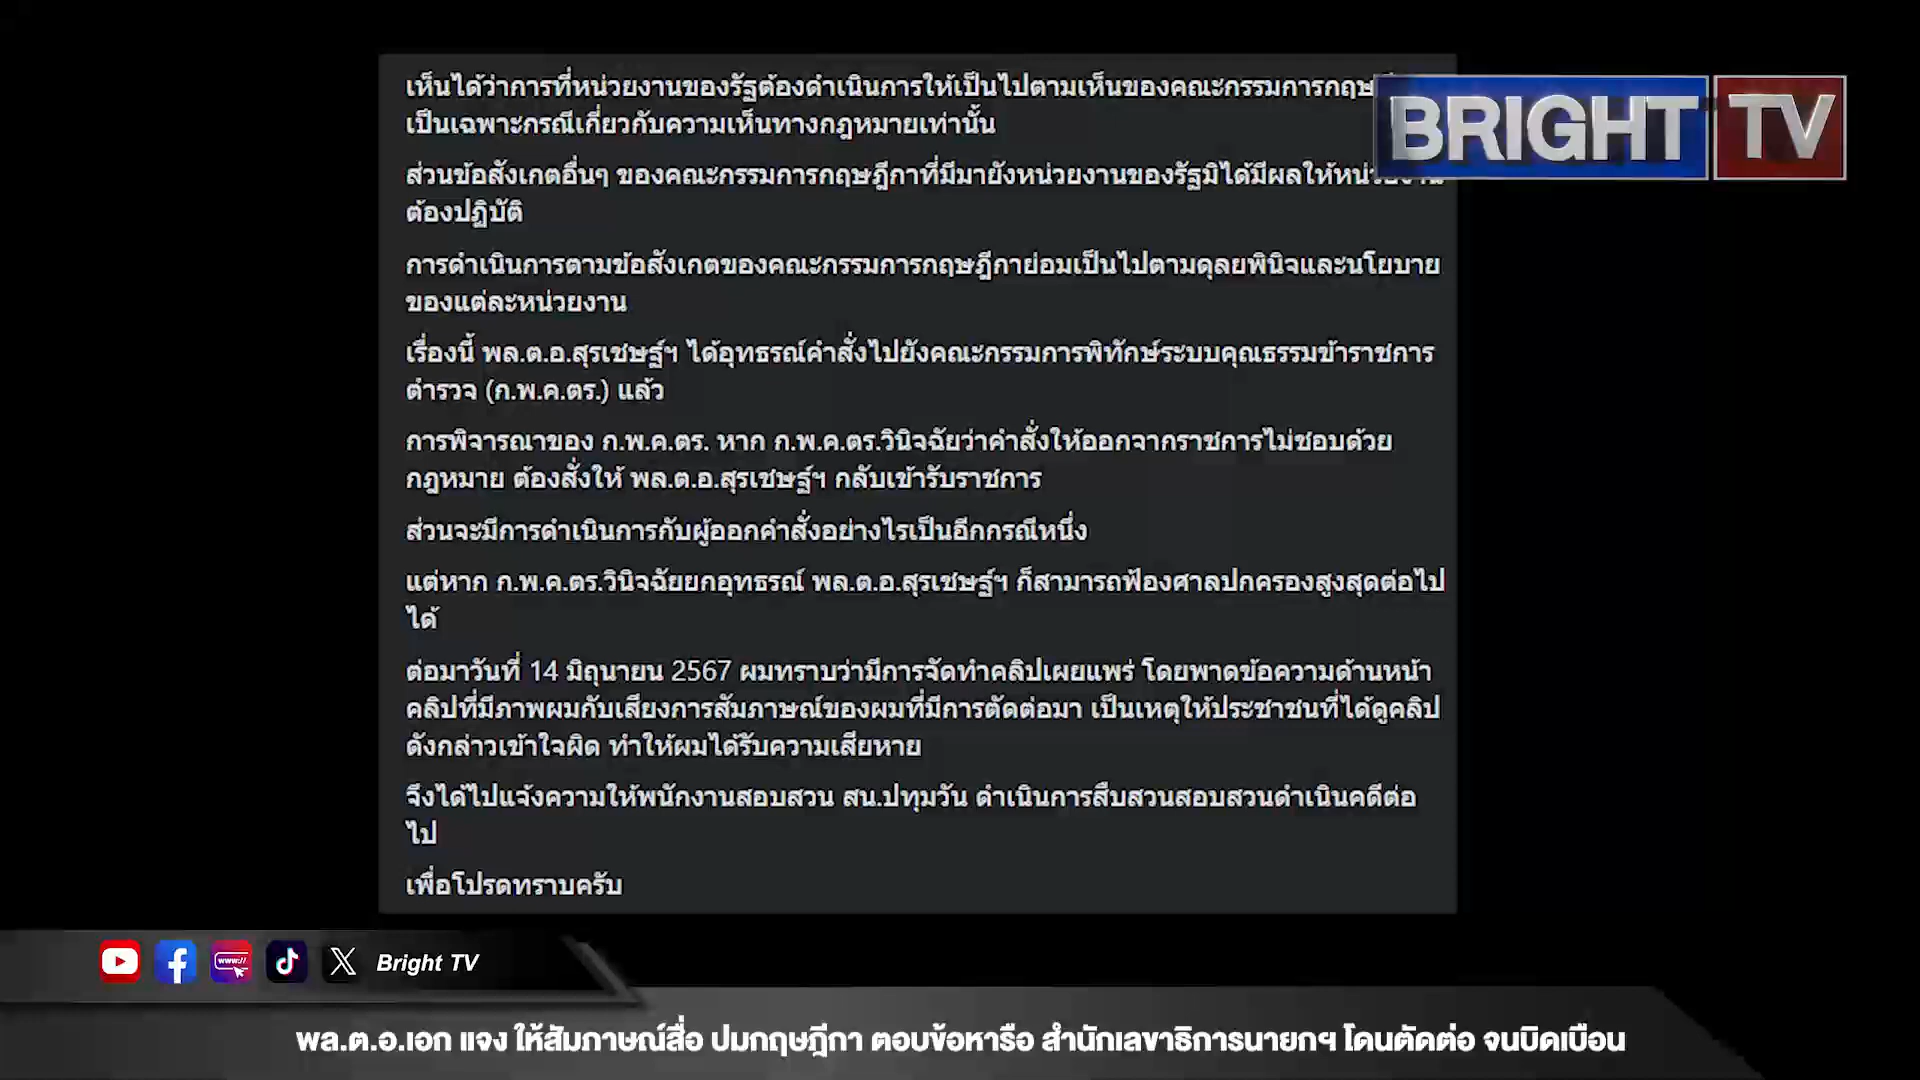 เห็นได้ว่าการที่หน่วยงานของรัฐต้องดำเนินการให้เป็นไปตามเห็นของคณะกรรมการกฤษ
เป็นเฉพาะกรณีเกี่ยวกับความเห็นทางกฎหมายเท่านั้น
ส่วนข้อสังเกตอื่นๆ ของคณะกรรมการกฤษฎีกาที่มีมายังหน่วยงานของรัฐมิได้มีผลให้หน่วยงาน
ต้องปฏิบัติ
การดำเนินการตามข้อสังเกตของคณะกรรมการกฤษฎีกาย่อมเป็นไปตามดุลยพินิจและนโยบาย
ของแต่ละหน่วยงาน
เรื่องนี้ พล.ต.อ.สุรเชษฐ์ฯ ได้อุทธรณ์คำสั่งไปยังคณะกรรมการพิทักษ์ระบบคุณธรรมข้าราชการ
ตำรวจ (ก.พ.ค.ตร.) แล้ว
การพิจารณาของ ก.พ.ค.ตร. หาก ก.พ.ค.ตร.วินิจฉัยว่าคำสั่งให้ออกจากราชการไม่ชอบด้วย
กฎหมาย ต้องสั่งให้ พล.ต.อ.สุรเชษฐ์ฯ กลับเข้ารับราชการ
ส่วนจะมีการดำเนินการกับผู้ออกคำสั่งอย่างไรเป็นอีกกรณีหนึ่ง
แต่หาก ก.พ.ค.ตร.วินิจฉัยยกอุทธรณ์ พล.ต.อ.สุรเชษฐ์ฯ ก็สามารถฟ้องศาลปกครองสูงสุดต่อไป
ได้
ต่อมาวันที่ 14 มิถุนายน 2567 ผมทราบว่ามีการจัดทำคลิปเผยแพร่ โดยพาดข้อความด้านหน้า
คลิปที่มีภาพผมกับเสียงการสัมภาษณ์ของผมที่มีการตัดต่อมา เป็นเหตุให้ประชาชนที่ได้ดูคลิป
ดังกล่าวเข้าใจผิด ทำให้ผมได้รับความเสียหาย
จึงได้ไปแจ้งความให้พนักงานสอบสวน สน.ปทุมวัน ดำเนินการสืบสวนสอบสวนดำเนินคดีต่อ
ไป
เพื่อโปรดทราบครับ
BRIGHT TV
www://
Bright TV
พล.ต.อ.เอก แจง ให้สัมภาษณ์สื่อ ปมกฤษฎีกา ตอบข้อหารือ สำนักเลขาธิการนายกฯ โดนตัดต่อ จนบิดเบือน